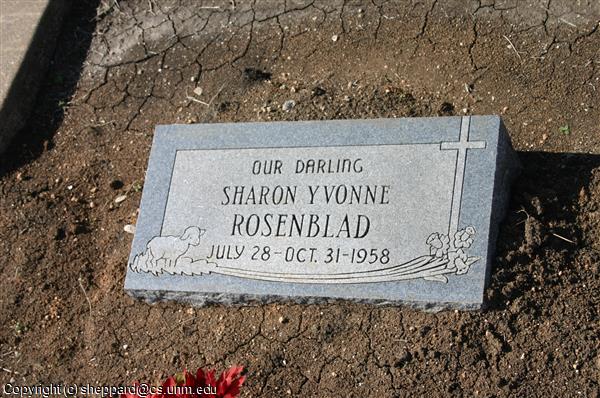 OUR DARLING
SHARON YVONNE
ROSENBLAD
JULY 28-OCT. 31-1958
Copyright (c) sheppard@cs.unm.edu